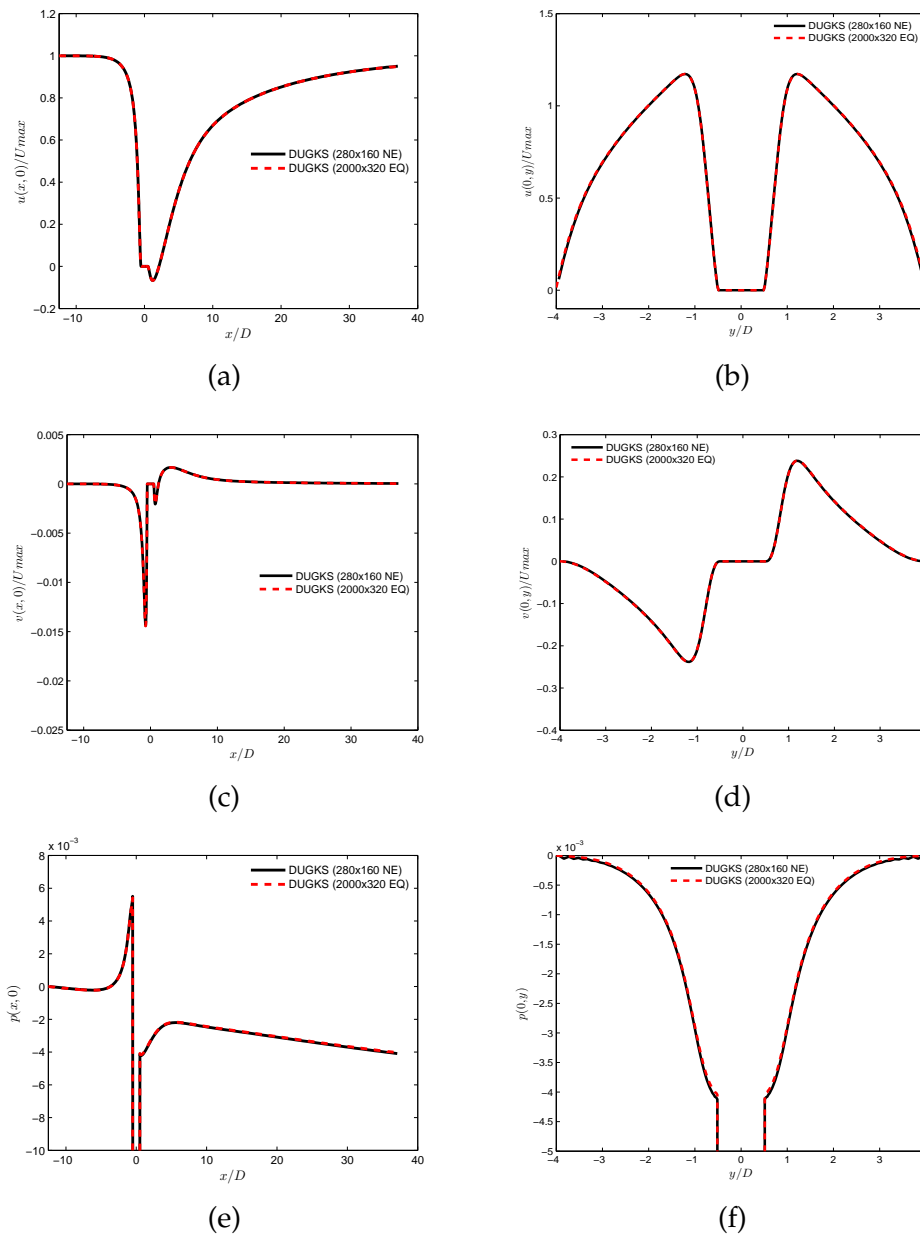 1.2
1
0.8
0.6
0.4
0.2
0
−0.2
u(x, 0)/Umax
DUGKS (280x160 NE)
DUGKS (2000x320 EQ)
−10 0 10 20 30 40
x/D
(a)
1.5
1
0.5
0
u(0, y)/Umax
DUGKS (280x160 NE)
DUGKS (2000x320 EQ)
−4 −3 −2 −1 0 1 2 3
y/D
(b)
0.005
0
−0.005
−0.01
−0.015
−0.02
−0.025
v(x, 0)/Umax
DUGKS (280x160 NE)
DUGKS (2000x320 EQ)
−10 0 10 20 30 40
x/D
(c)
0.3
0.2
0.1
0
−0.1
−0.2
−0.3
−0.4
v(0, y)/Umax
DUGKS (280x160 NE)
DUGKS (2000x320 EQ)
−4 −3 −2 −1 0 1 2 3
y/D
(d)
x 10−3
8
6
4
2
0
−2
−4
−6
−8
−10
p(x, 0)
DUGKS (280x160 NE)
DUGKS (2000x320 EQ)
−10 0 10 20 30 40
x/D
(e)
x 10−3
0
−0.5
−1
−1.5
−2
−2.5
−3
−3.5
−4
−4.5
−5
p(0, y)
DUGKS (280x160 NE)
DUGKS (2000x320 EQ)
−4 −3 −2 −1 0 1 2 3
y/D
(f)